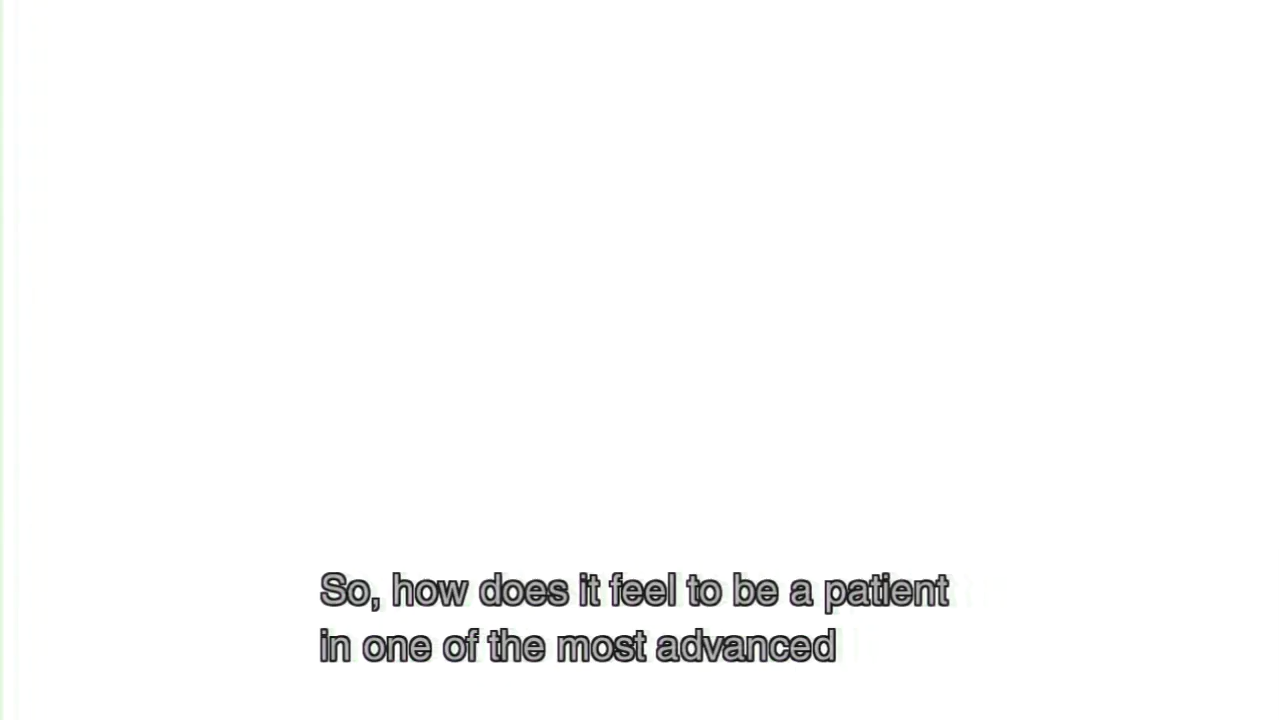 So, how does it feel to be a patient
in one of the most advanced